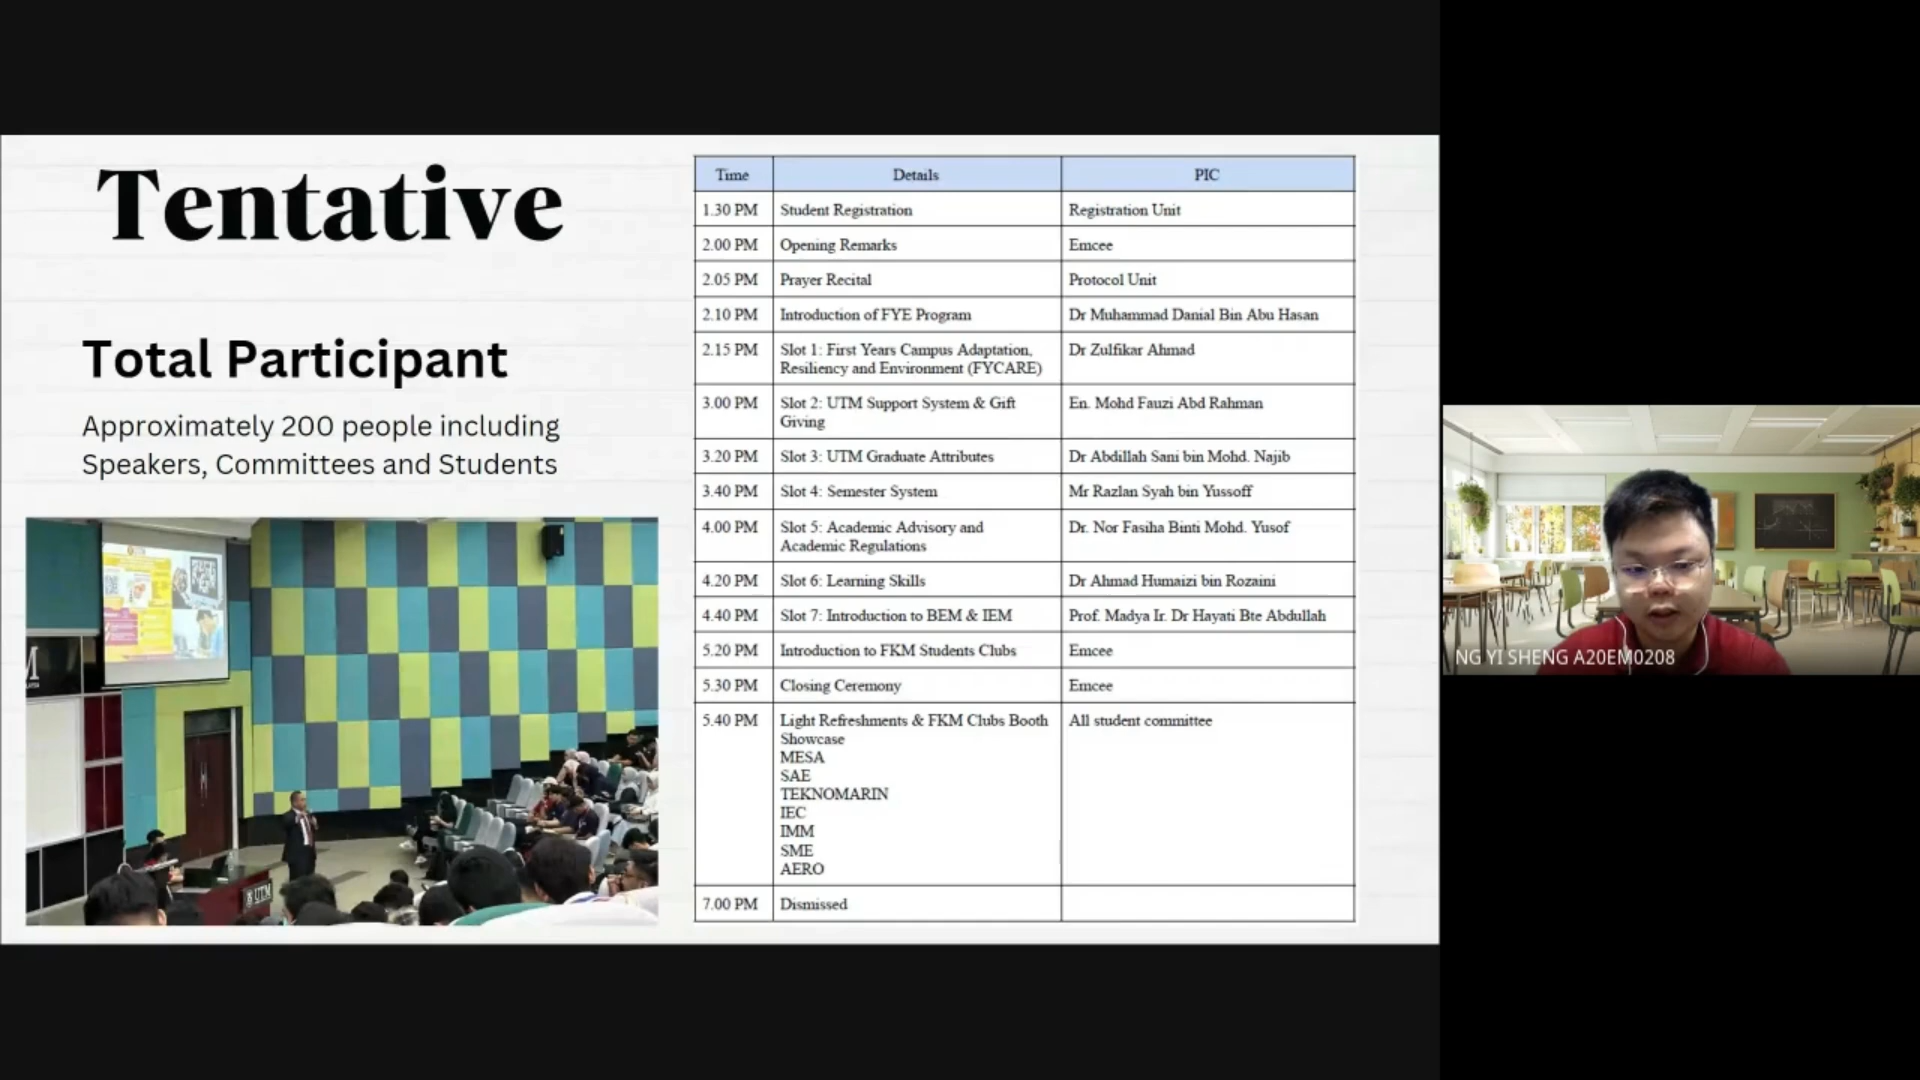 Tentative
Total Participant
Approximately 200 people including
Speakers, Committees and Students
UTM
Time Details PIC
1.30 PM Student Registration Registration Unit
2.00 PM Opening Remarks Emcee
2.05 PM Prayer Recital Protocol Unit
2.10 PM Introduction of FYE Program Dr Muhammad Danial Bin Abu Hasan
2.15 PM Slot 1: First Years Campus Adaptation, Dr Zulfikar Ahmad
Resiliency and Environment (FYCARE)
3.00 PM Slot 2: UTM Support System & Gift En. Mohd Fauzi Abd Rahman
Giving
3.20 PM Slot 3: UTM Graduate Attributes Dr Abdillah Sani bin Mohd. Najib
3.40 PM Slot 4: Semester System Mr Razlan Syah bin Yussoff
4.00 PM Slot 5: Academic Advisory and Dr. Nor Fasiha Binti Mohd. Yusof
Academic Regulations
4.20 PM Slot 6: Learning Skills Dr Ahmad Humaizi bin Rozaini
4.40 PM Slot 7: Introduction to BEM & IEM Prof. Madya Ir. Dr Hayati Bte Abdullah
5.20 PM Introduction to FKM Students Clubs Emcee
5.30 PM Closing Ceremony Emcee
5.40 PM Light Refreshments & FKM Clubs Booth All student committee
Showcase
MESA
SAE
TEKNOMARIN
IEC
IMM
SME
AERO
7.00 PM Dismissed
NG YI SHENG A20EM0208